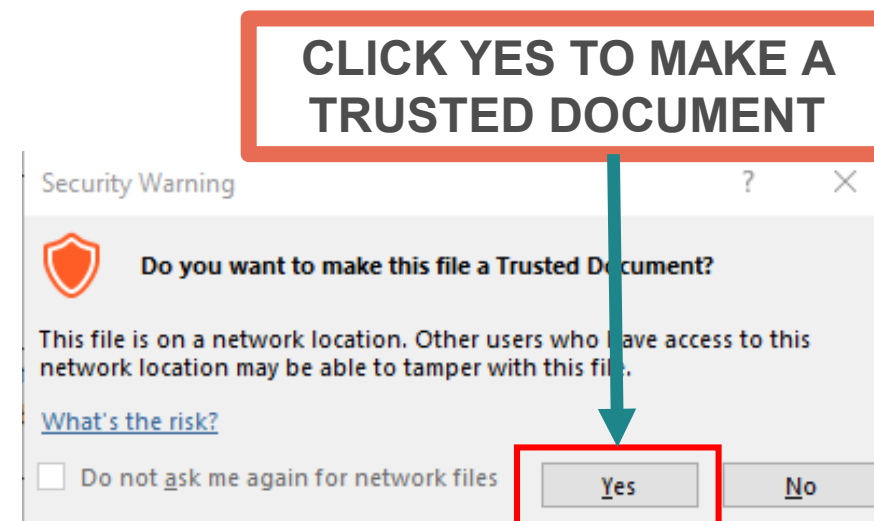 CLICK YES TO MAKE A
TRUSTED DOCUMENT
Security Warning ? ×
Do you want to make this file a Trusted Document?
This file is on a network location. Other users who have access to this
network location may be able to tamper with this file.
What's the risk?
Do not ask me again for network files
Yes No